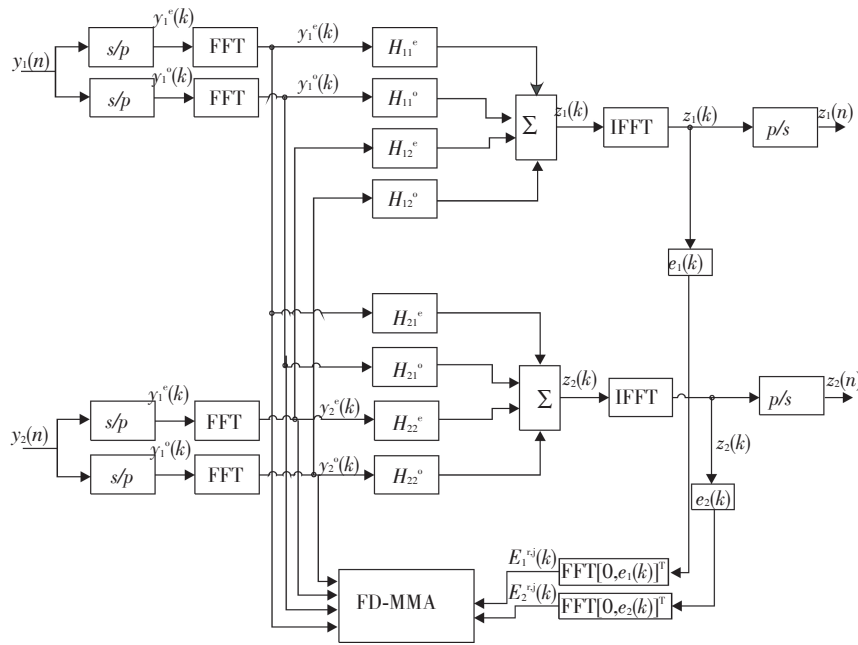 y₁ᵉ(k)
y₁ᵉ(k)
s/p
FFT
H₁₁ᵉ
y₁(n)
y₁ᵒ(k)
y₁ᵒ(k)
s/p
FFT
H₁₁ᵒ
Σ
z₁(k)
IFFT
z₁(k)
p/s
z₁(n)
H₁₂ᵉ
H₁₂ᵒ
e₁(k)
H₂₁ᵉ
H₂₁ᵒ
y₁ᵉ(k)
y₂ᵉ(k)
s/p
FFT
H₂₂ᵉ
Σ
z₂(k)
IFFT
p/s
z₂(n)
y₂(n)
y₁ᵒ(k)
y₂ᵒ(k)
z₂(k)
s/p
FFT
H₂₂ᵒ
e₂(k)
E₁ʳ,ʲ(k)
FFT[0,e₁(k)]ᵀ
FD-MMA
E₂ʳ,ʲ(k)
FFT[0,e₂(k)]ᵀ